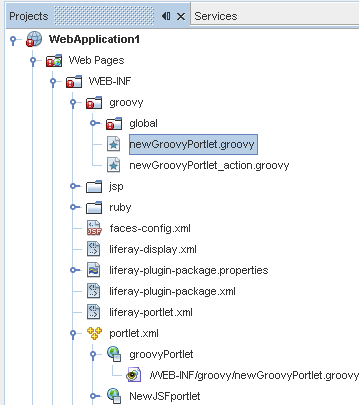 Projects
Services
WebApplication1
Web Pages
WEB-INF
groovy
global
newGroovyPortlet.groovy
newGroovyPortlet_action.groovy
jsp
ruby
faces-config.xml
liferay-display.xml
liferay-plugin-package.properties
liferay-plugin-package.xml
liferay-portlet.xml
portlet.xml
groovyPortlet
/WEB-INF/groovy/newGroovyPortlet.groovy
NewJSFportlet